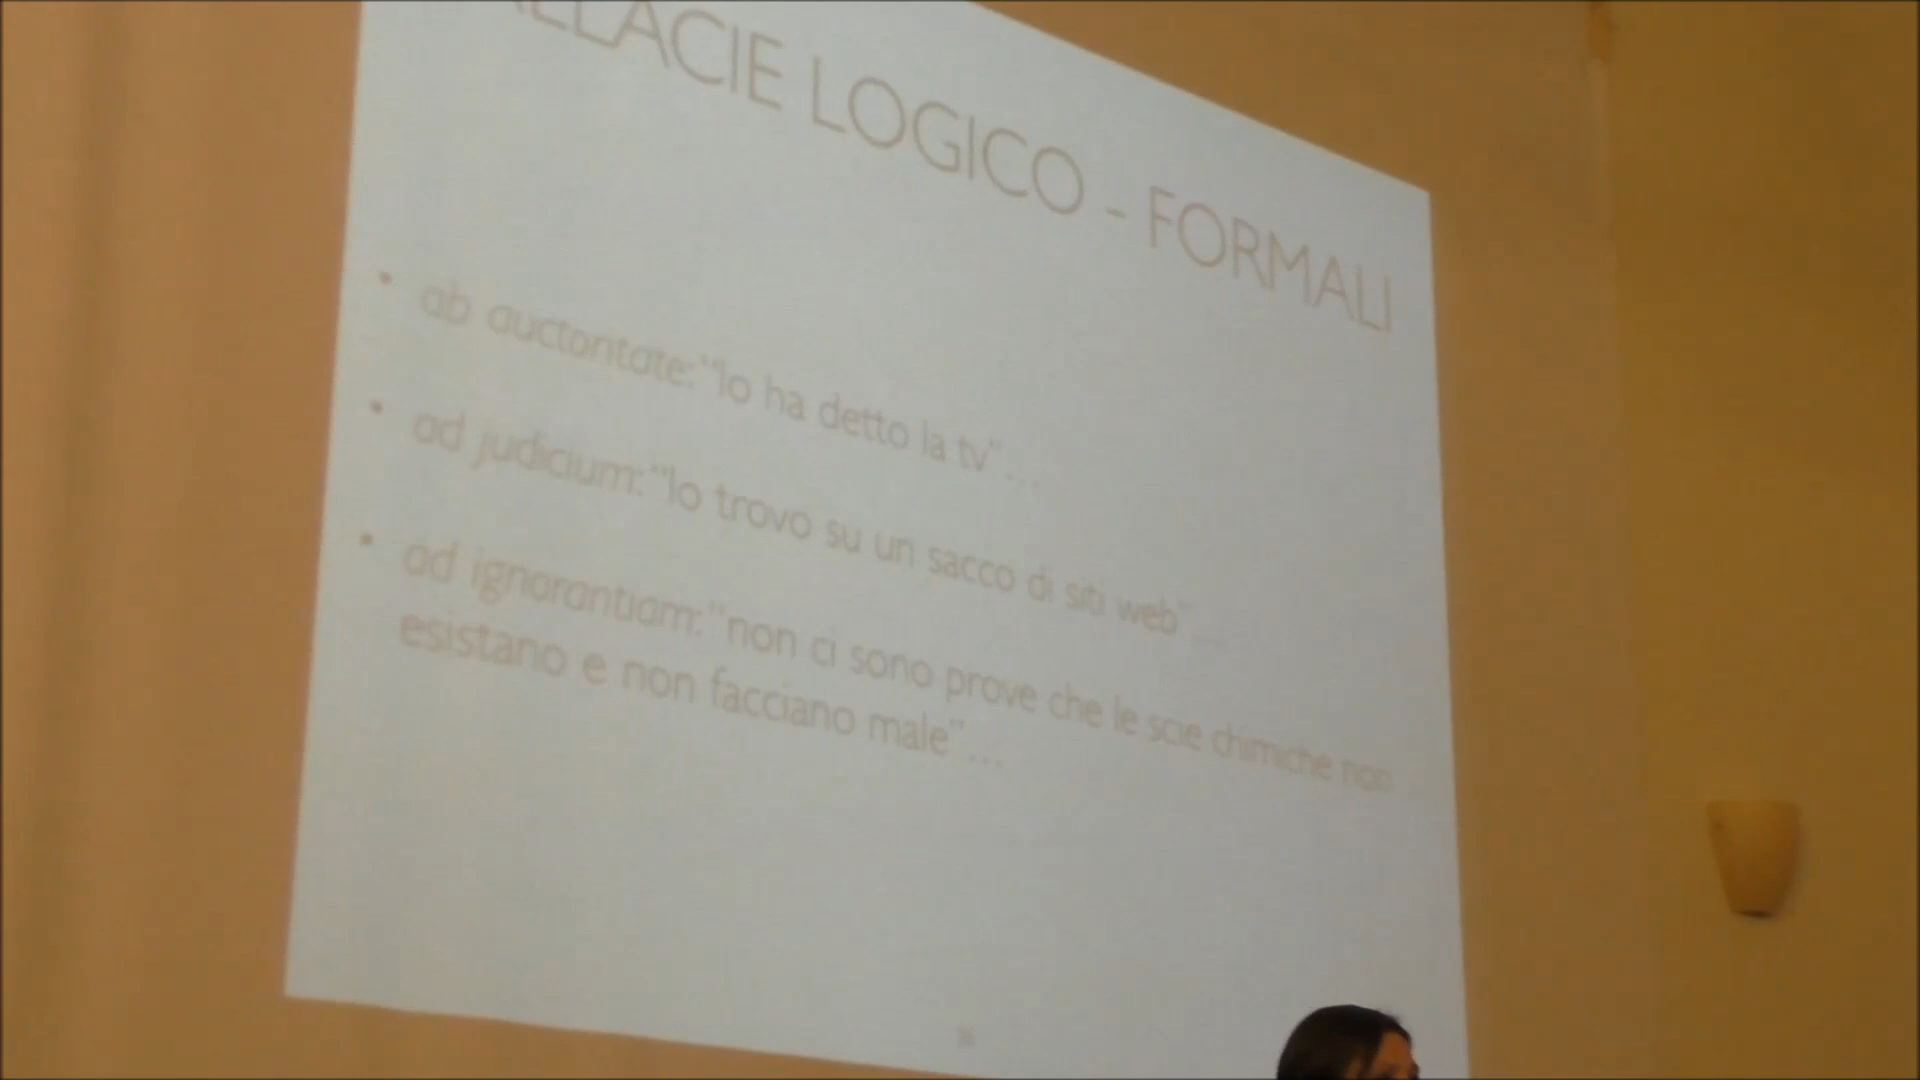 ALLACIE LOGICO - FORMALI
• ab auctoritate: "lo ha detto la tv" ...
• ad judicium: "lo trovo su un sacco di siti web" ...
• ad ignorantiam: "non ci sono prove che le scie chimiche non
esistano e non facciano male" ...